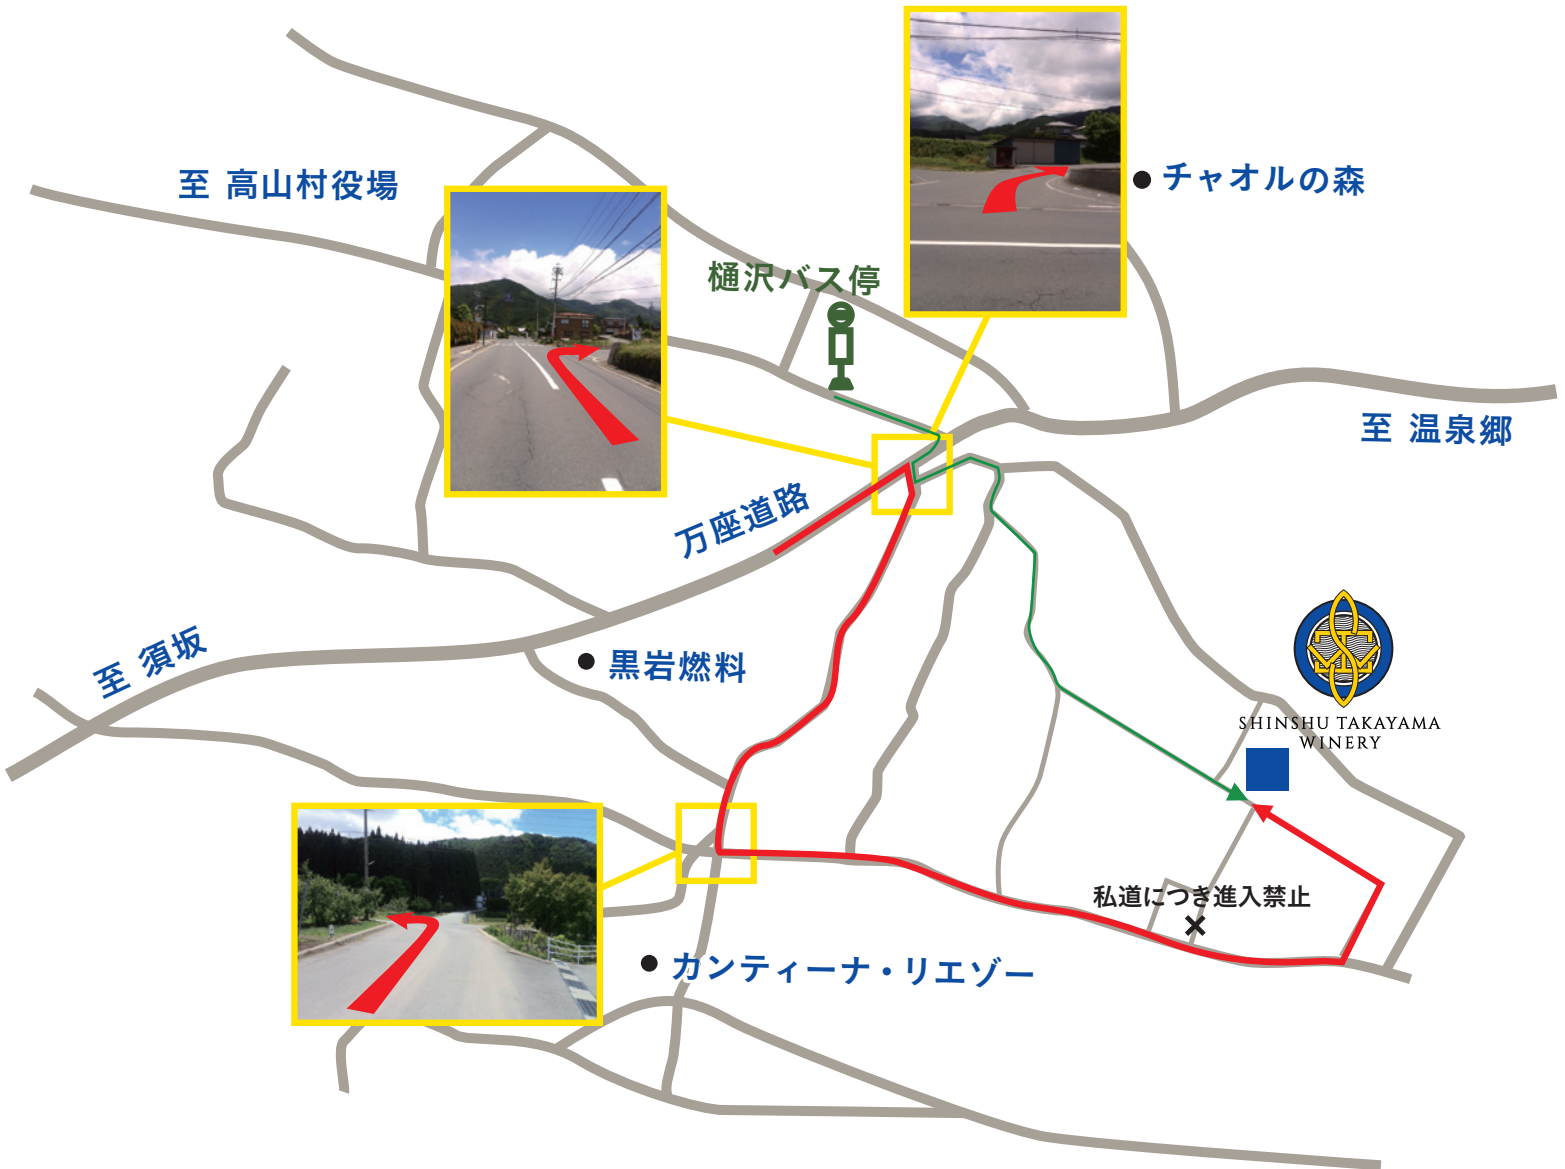 至 高山村役場
チャオルの森
樋沢バス停
至 温泉郷
万座道路
至 須坂
黒岩燃料
SHINSHU TAKAYAMA
WINERY
私道につき進入禁止
カンティーナ・リエゾー